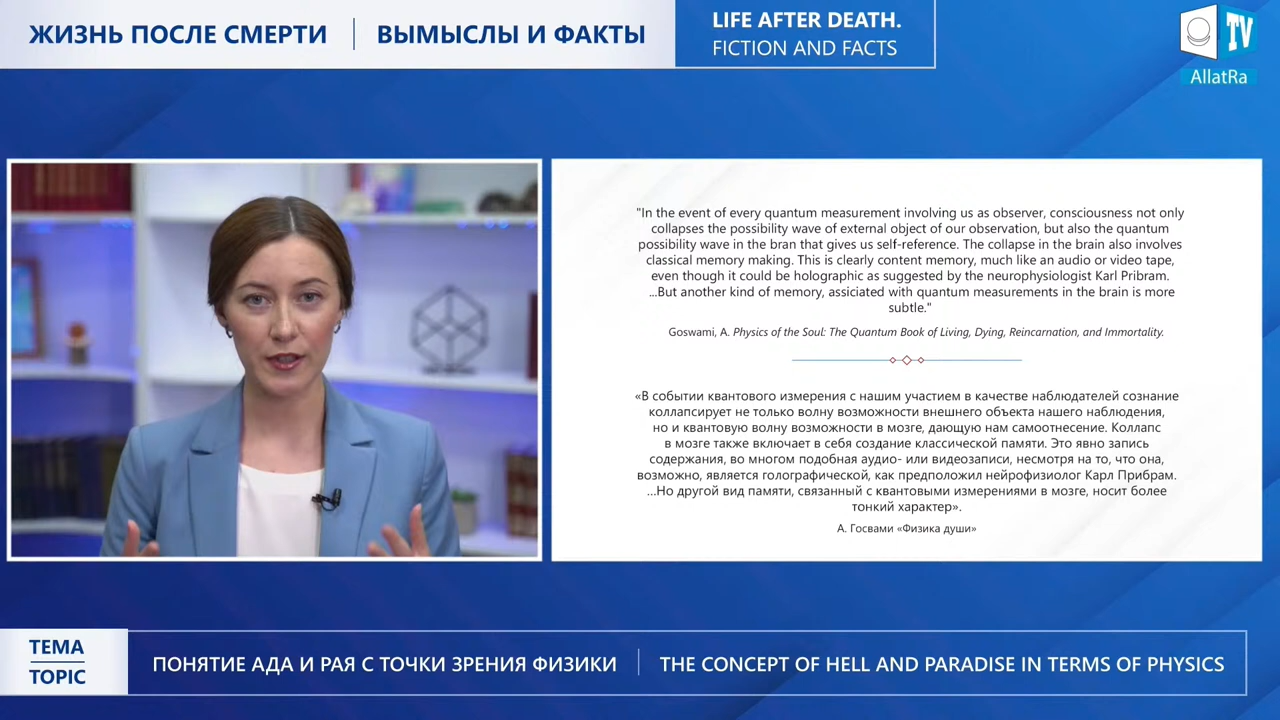 ЖИЗНЬ ПОСЛЕ СМЕРТИ
ВЫМЫСЛЫ И ФАКТЫ
LIFE AFTER DEATH.
FICTION AND FACTS
TV
AllatRa
"In the event of every quantum measurement involving us as observer, consciousness not only
collapses the possibility wave of external object of our observation, but also the quantum
possibility wave in the bran that gives us self-reference. The collapse in the brain also involves
classical memory making. This is clearly content memory, much like an audio or video tape,
even though it could be holographic as suggested by the neurophysiologist Karl Pribram.
...But another kind of memory, assiciated with quantum measurements in the brain is more
subtle."
Goswami, A. Physics of the Soul: The Quantum Book of Living, Dying, Reincarnation, and Immortality.
«В событии квантового измерения с нашим участием в качестве наблюдателей сознание
коллапсирует не только волну возможности внешнего объекта нашего наблюдения,
но и квантовую волну возможности в мозге, дающую нам самоотнесение. Коллапс
в мозге также включает в себя создание классической памяти. Это явно запись
содержания, во многом подобная аудио- или видеозаписи, несмотря на то, что она,
возможно, является голографической, как предположил нейрофизиолог Карл Прибрам.
...Но другой вид памяти, связанный с квантовыми измерениями в мозге, носит более
тонкий характер».
А. Госвами «Физика души»
ТЕМА
TOPIC
ПОНЯТИЕ АДА И РАЯ С ТОЧКИ ЗРЕНИЯ ФИЗИКИ
THE CONCEPT OF HELL AND PARADISE IN TERMS OF PHYSICS